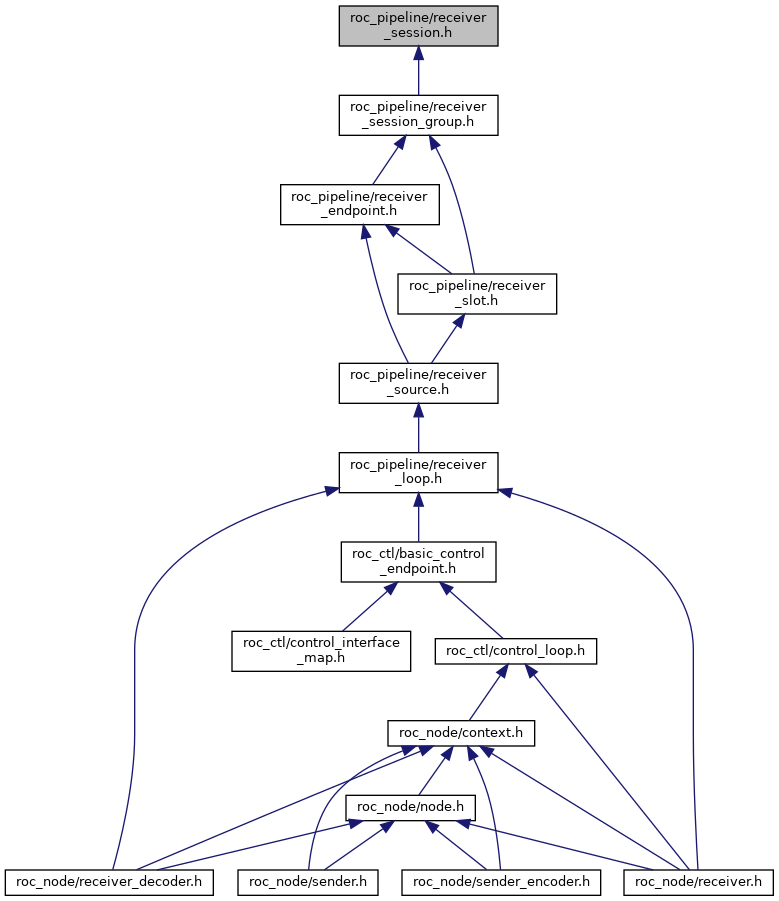 roc_pipeline/receiver
_session.h
roc_pipeline/receiver
_session_group.h
roc_pipeline/receiver
_endpoint.h
roc_pipeline/receiver
_slot.h
roc_pipeline/receiver
_source.h
roc_pipeline/receiver
_loop.h
roc_ctl/basic_control
_endpoint.h
roc_ctl/control_interface
_map.h
roc_ctl/control_loop.h
roc_node/context.h
roc_node/node.h
roc_node/receiver_decoder.h
roc_node/sender.h
roc_node/sender_encoder.h
roc_node/receiver.h